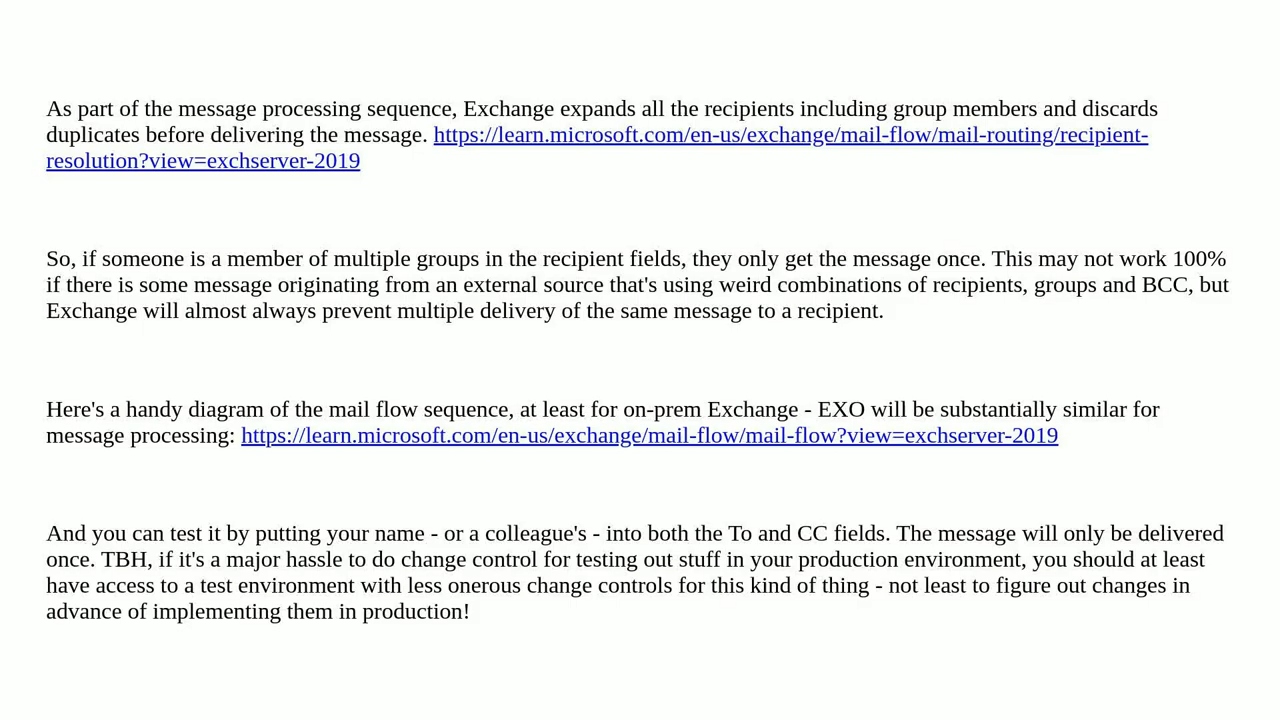 As part of the message processing sequence, Exchange expands all the recipients including group members and discards
duplicates before delivering the message. https://learn.microsoft.com/en-us/exchange/mail-flow/mail-routing/recipient-
resolution?view=exchserver-2019
So, if someone is a member of multiple groups in the recipient fields, they only get the message once. This may not work 100%
if there is some message originating from an external source that's using weird combinations of recipients, groups and BCC, but
Exchange will almost always prevent multiple delivery of the same message to a recipient.
Here's a handy diagram of the mail flow sequence, at least for on-prem Exchange - EXO will be substantially similar for
message processing: https://learn.microsoft.com/en-us/exchange/mail-flow/mail-flow?view=exchserver-2019
And you can test it by putting your name - or a colleague's - into both the To and CC fields. The message will only be delivered
once. TBH, if it's a major hassle to do change control for testing out stuff in your production environment, you should at least
have access to a test environment with less onerous change controls for this kind of thing - not least to figure out changes in
advance of implementing them in production!